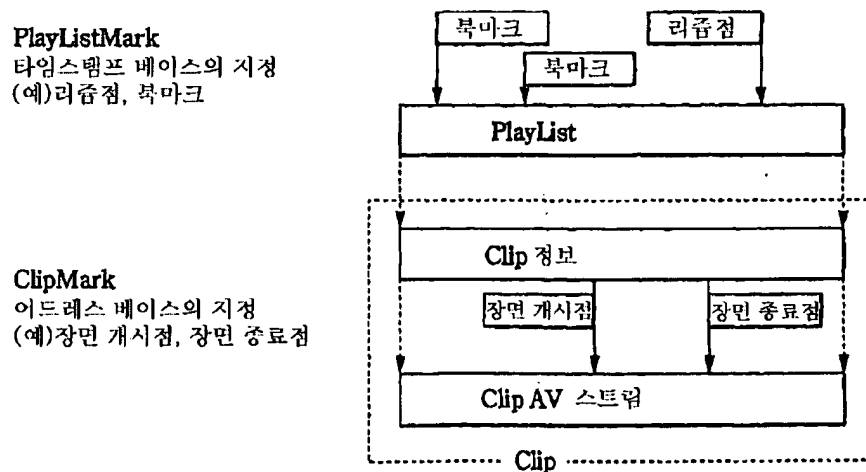 PlayListMark
타임스탬프 베이스의 지정
(예)리줌점, 북마크
북마크
리줌점
북마크
PlayList
Clip 정보
ClipMark
어드레스 베이스의 지정
(예)장면 개시점, 장면 종료점
장면 개시점
장면 종료점
Clip AV 스트림
Clip